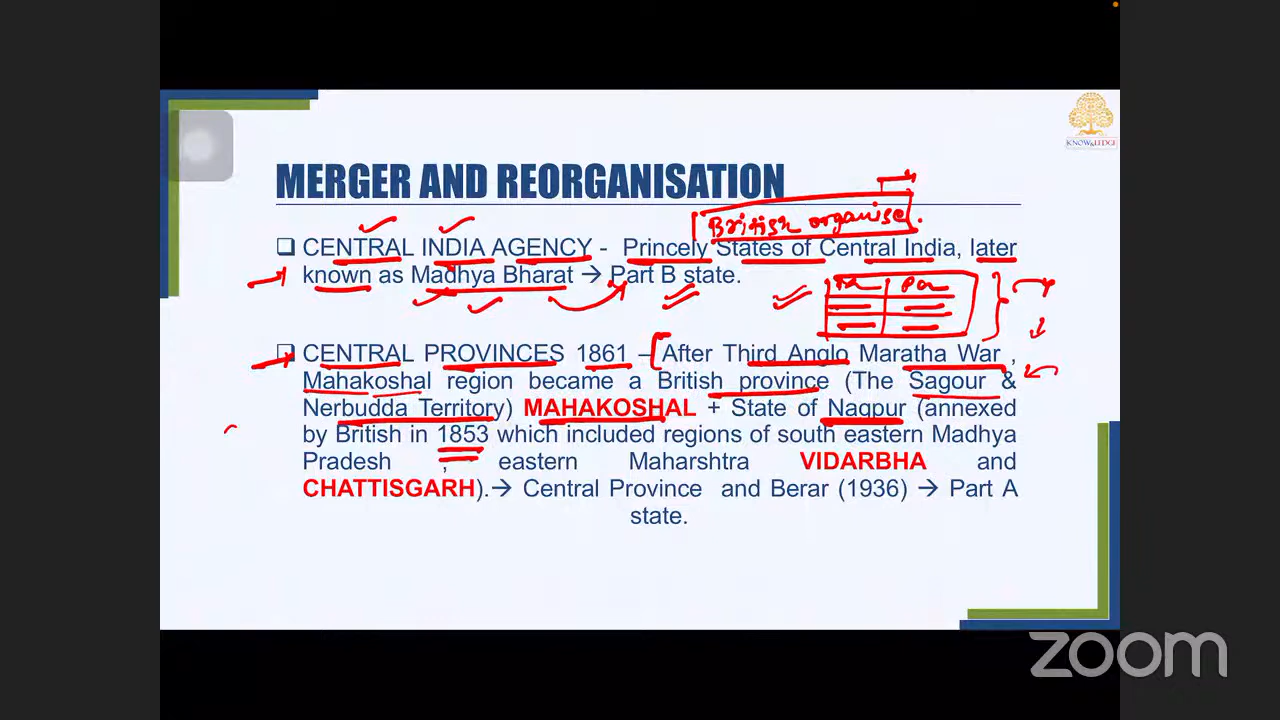 KNOWLEDGE
MERGER AND REORGANISATION
British organise.
❑ CENTRAL INDIA AGENCY - Princely States of Central India, later
known as Madhya Bharat → Part B state.
❑ CENTRAL PROVINCES 1861 – After Third Anglo Maratha War ,
Mahakoshal region became a British province (The Sagour &
Nerbudda Territory) MAHAKOSHAL + State of Nagpur (annexed
by British in 1853 which included regions of south eastern Madhya
Pradesh , eastern Maharshtra VIDARBHA and
CHATTISGARH).→ Central Province and Berar (1936) → Part A
state.
zoom